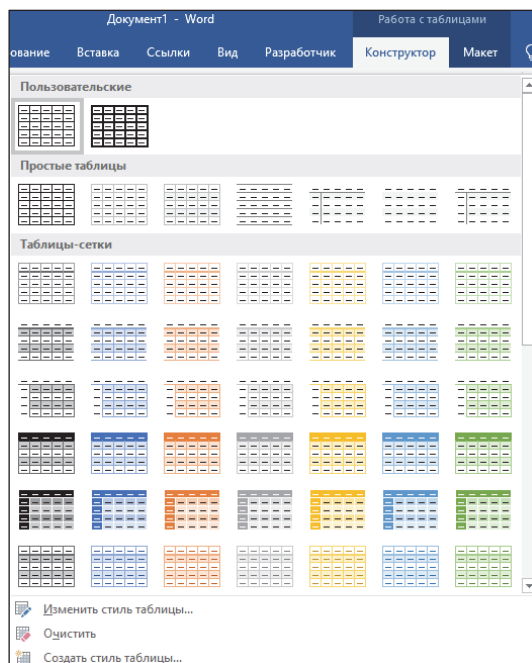 Документ1 - Word
Работа с таблицами
ование Вставка Ссылки Вид Разработчик Конструктор Макет
Пользовательские
Простые таблицы
Таблицы-сетки
Изменить стиль таблицы...
Очистить
Создать стиль таблицы...